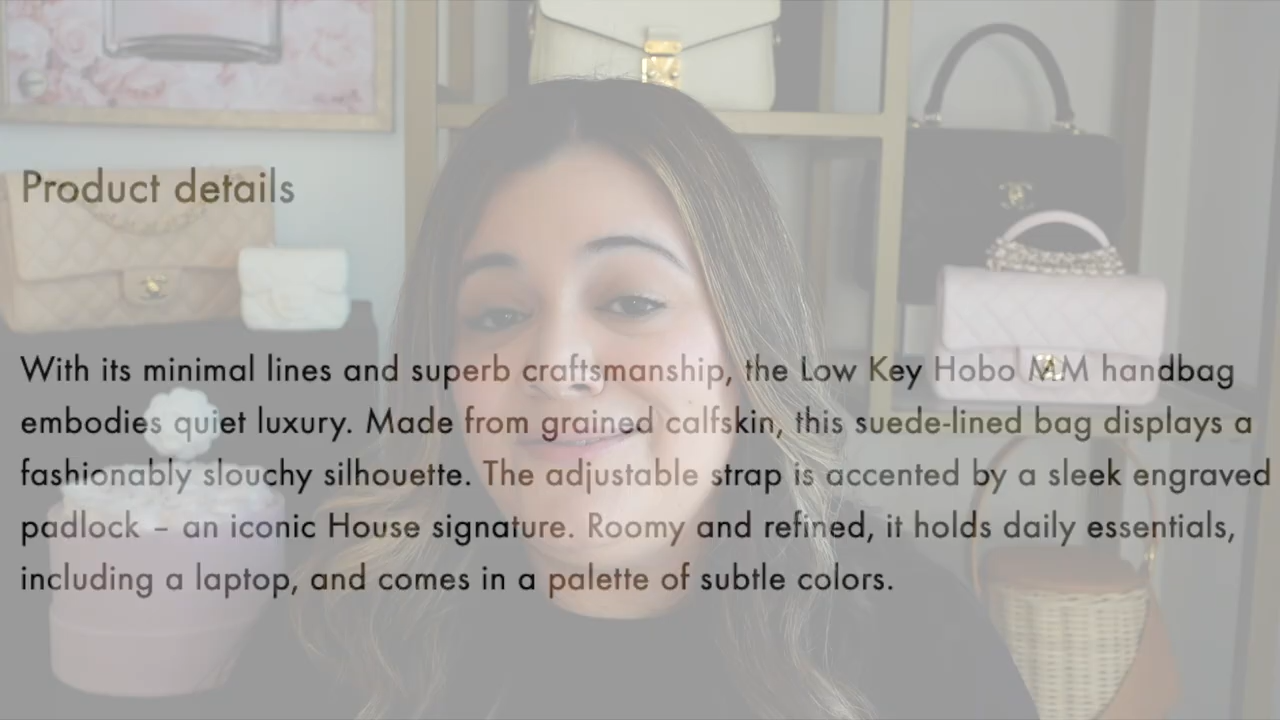 Product details
With its minimal lines and superb craftsmanship, the Low Key Hobo MM handbag
embodies quiet luxury. Made from grained calfskin, this suede-lined bag displays a
fashionably slouchy silhouette. The adjustable strap is accented by a sleek engraved
padlock – an iconic House signature. Roomy and refined, it holds daily essentials,
including a laptop, and comes in a palette of subtle colors.